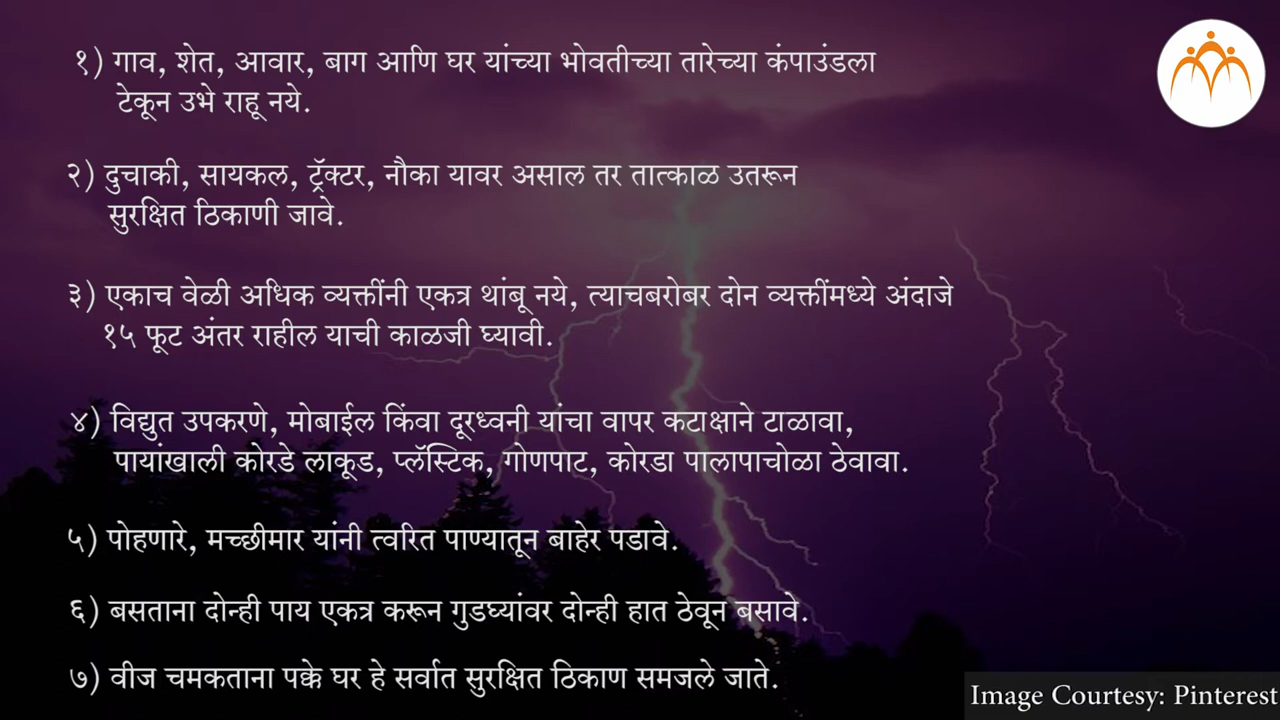 १) गाव, शेत, आवार, बाग आणि घर यांच्या भोवतीच्या तारेच्या कंपाउंडला
टेकून उभे राहू नये.
२) दुचाकी, सायकल, ट्रॅक्टर, नौका यावर असाल तर तात्काळ उतरून
सुरक्षित ठिकाणी जावे.
३) एकाच वेळी अधिक व्यक्तींनी एकत्र थांबू नये, त्याचबरोबर दोन व्यक्तींमध्ये अंदाजे
१५ फूट अंतर राहील याची काळजी घ्यावी.
४) विद्युत उपकरणे, मोबाईल किंवा दूरध्वनी यांचा वापर कटाक्षाने टाळावा,
पायांखाली कोरडे लाकूड, प्लॅस्टिक, गोणपाट, कोरडा पालापाचोळा ठेवावा.
५) पोहणारे, मच्छीमार यांनी त्वरित पाण्यातून बाहेर पडावे.
६) बसताना दोन्ही पाय एकत्र करून गुडघ्यांवर दोन्ही हात ठेवून बसावे.
७) वीज चमकताना पक्के घर हे सर्वात सुरक्षित ठिकाण समजले जाते.
Image Courtesy: Pinterest